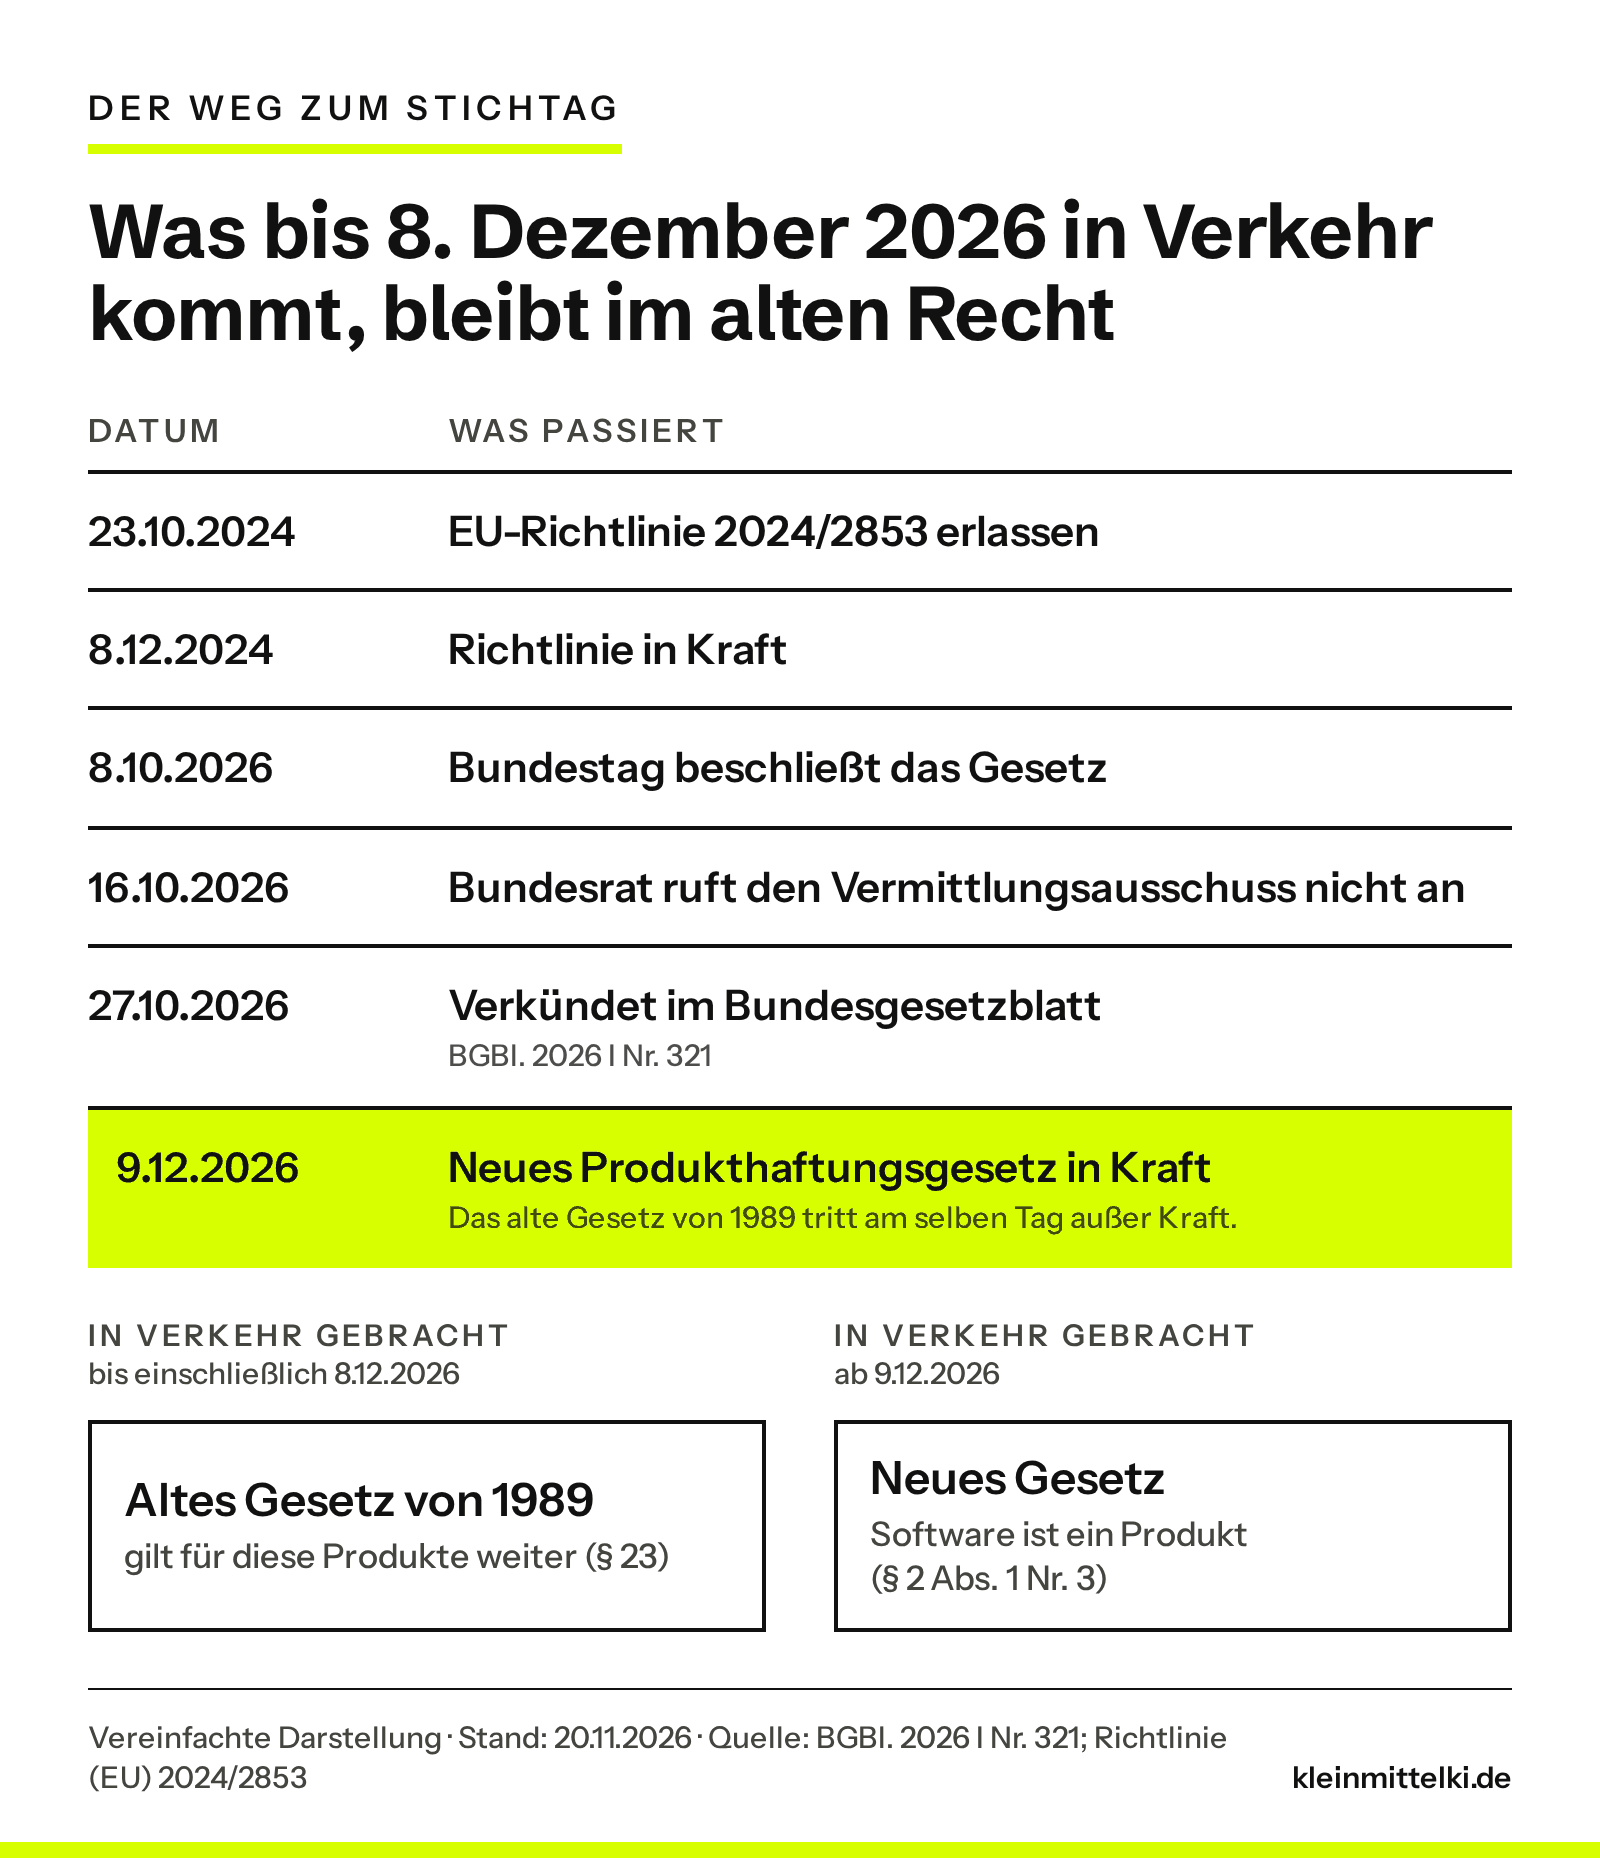 DER WEG ZUM STICHTAG
Was bis 8. Dezember 2026 in Verkehr
kommt, bleibt im alten Recht
DATUM WAS PASSIERT
23.10.2024 EU-Richtlinie 2024/2853 erlassen
8.12.2024 Richtlinie in Kraft
8.10.2026 Bundestag beschließt das Gesetz
16.10.2026 Bundesrat ruft den Vermittlungsausschuss nicht an
27.10.2026 Verkündet im Bundesgesetzblatt
BGBl. 2026 I Nr. 321
9.12.2026 Neues Produkthaftungsgesetz in Kraft
Das alte Gesetz von 1989 tritt am selben Tag außer Kraft.
IN VERKEHR GEBRACHT
bis einschließlich 8.12.2026
Altes Gesetz von 1989
gilt für diese Produkte weiter (§ 23)
IN VERKEHR GEBRACHT
ab 9.12.2026
Neues Gesetz
Software ist ein Produkt
(§ 2 Abs. 1 Nr. 3)
Vereinfachte Darstellung · Stand: 20.11.2026 · Quelle: BGBl. 2026 I Nr. 321; Richtlinie
(EU) 2024/2853
kleinmittelki.de